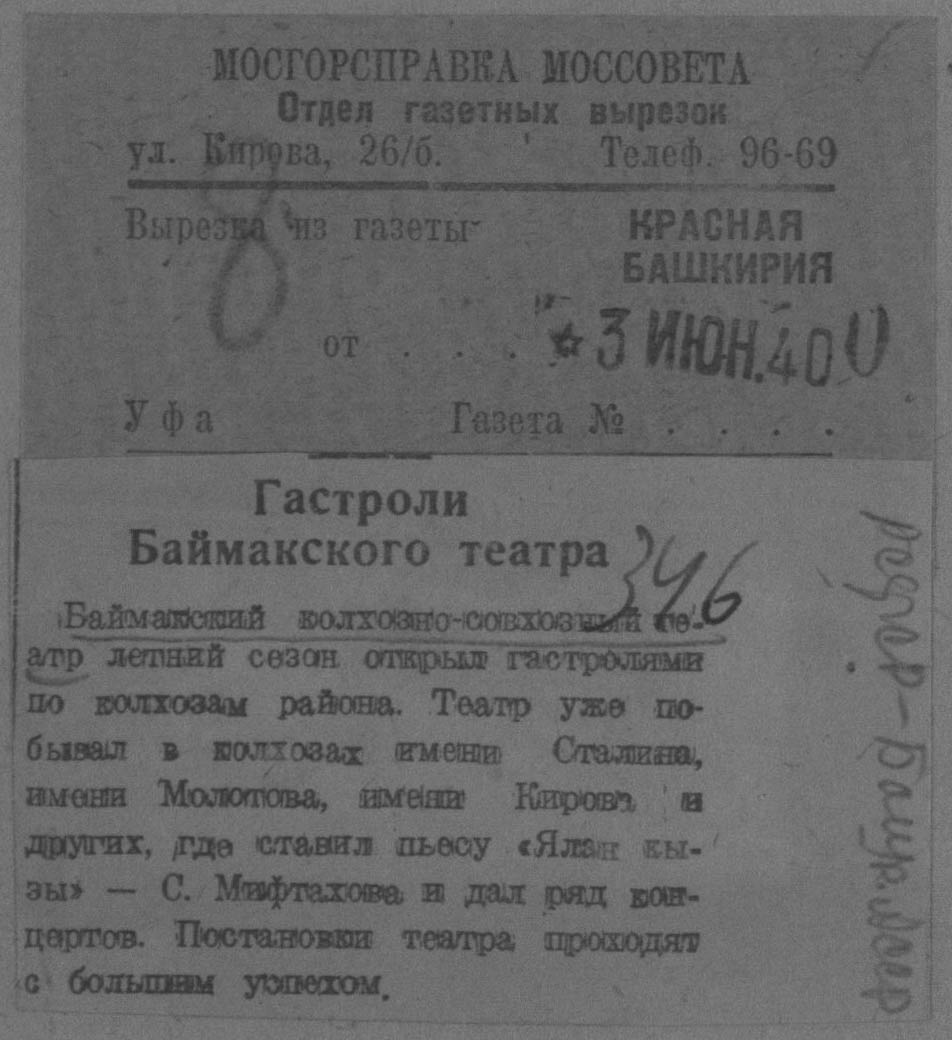 МОСГОРСПРАВКА МОССОВЕТА
Отдел газетных вырезок
ул. Кирова, 26/б. Телеф. 96-69
Вырезка из газеты
КРАСНАЯ
БАШКИРИЯ
8
от . . . . 3 ИЮН. 40
Уфа Газета № . . . .
Гастроли
Баймакского театра
346
Баймакский колхозно-совхозный те-
атр летний сезон открыл гастролями
по колхозам района. Театр уже по-
бывал в колхозах имени Сталина,
имени Молотова, имени Кирова и
других, где ставил пьесу «Ялан кы-
зы» — С. Мифтахова и дал ряд кон-
цертов. Постановки театра проходят
с большим успехом.